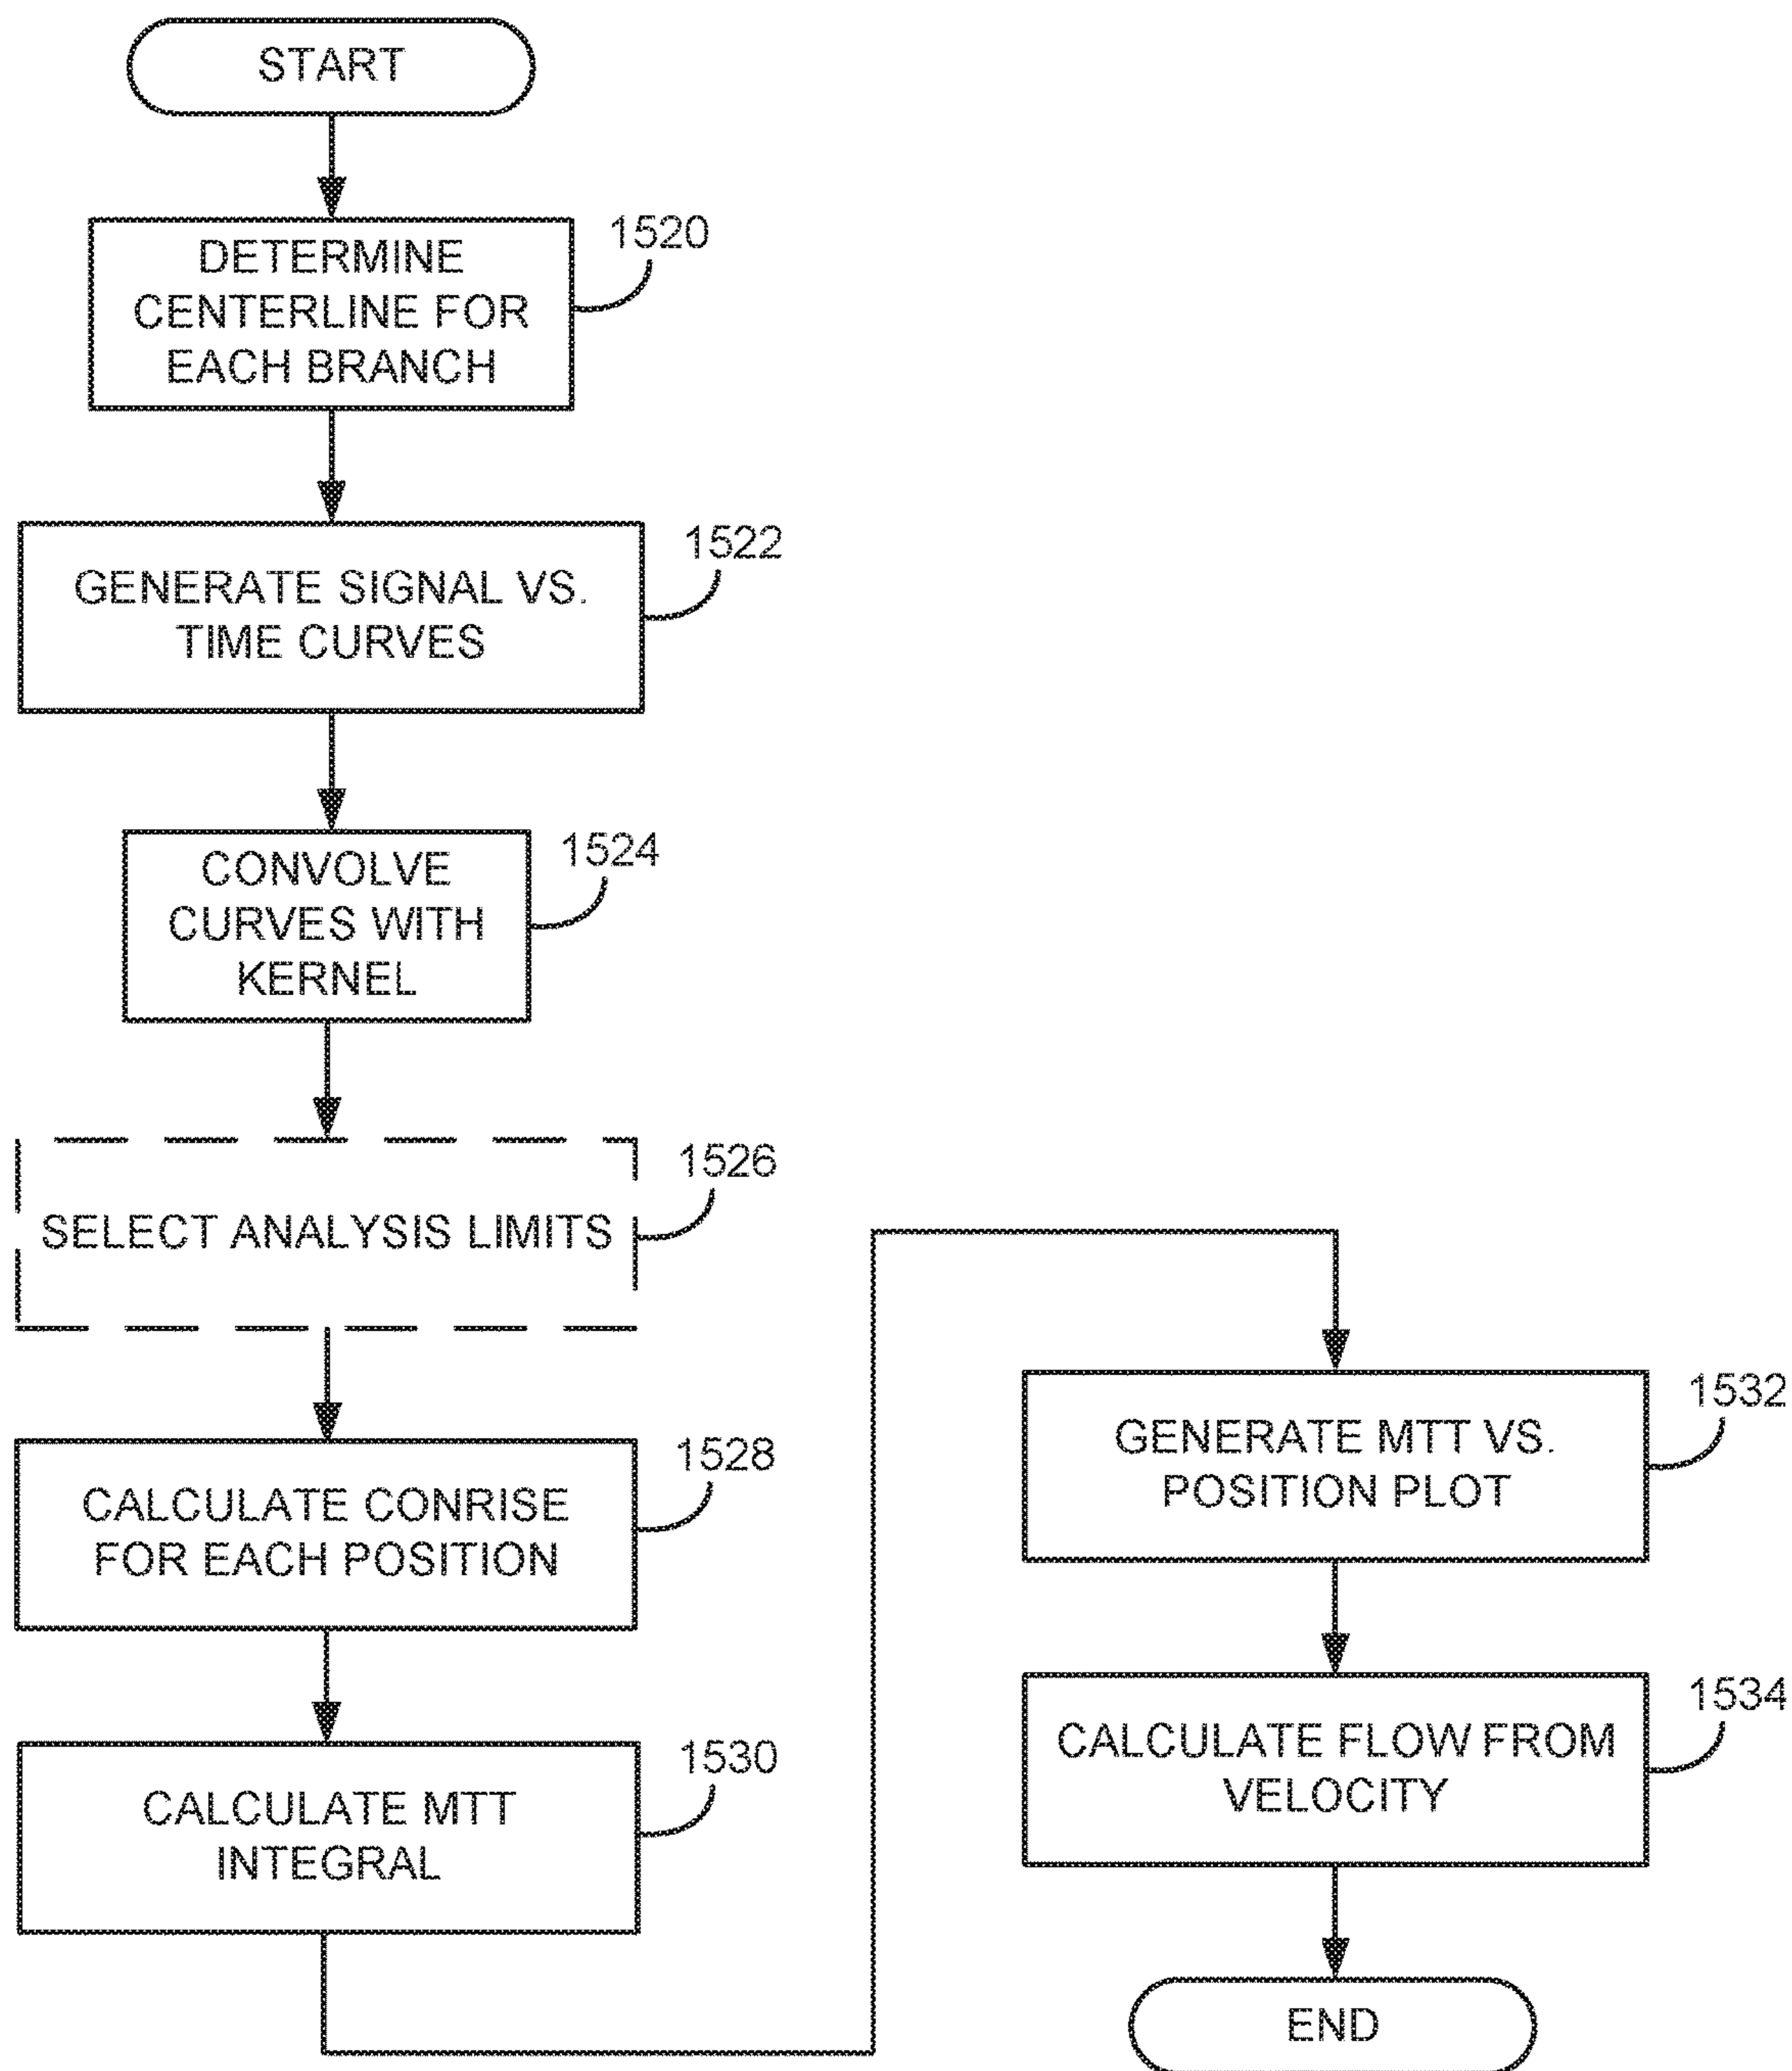 START
DETERMINE
CENTERLINE FOR
EACH BRANCH
1520
GENERATE SIGNAL VS.
TIME CURVES
1522
CONVOLVE
CURVES WITH
KERNEL
1524
SELECT ANALYSIS LIMITS
1526
CALCULATE CONRISE
FOR EACH POSITION
1528
CALCULATE MTT
INTEGRAL
1530
GENERATE MTT VS.
POSITION PLOT
1532
CALCULATE FLOW FROM
VELOCITY
1534
END